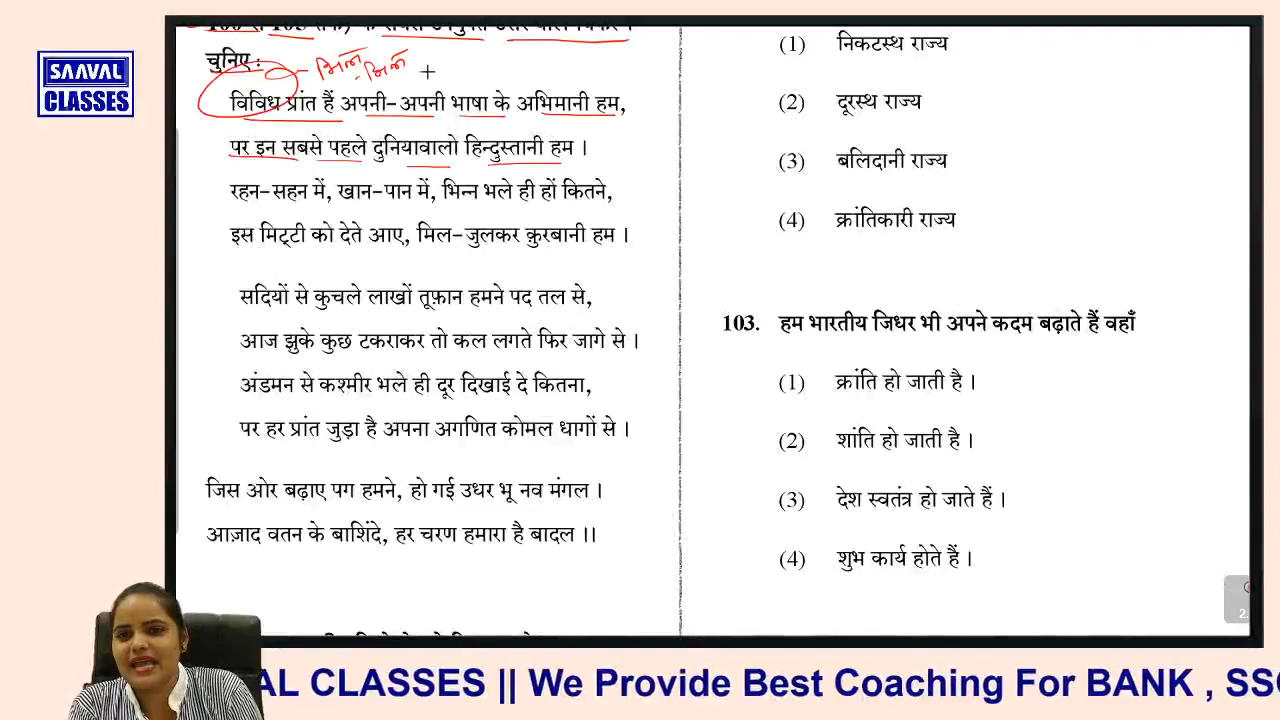 SAAVAL
CLASSES
चुनिए :
भिन्न
- भिन्न
विविध प्रांत हैं अपनी-अपनी भाषा के अभिमानी हम,
पर इन सबसे पहले दुनियावालो हिन्दुस्तानी हम ।
रहन-सहन में, खान-पान में, भिन्न भले ही हों कितने,
इस मिट्टी को देते आए, मिल-जुलकर क़ुरबानी हम ।
सदियों से कुचले लाखों तूफ़ान हमने पद तल से,
आज झुके कुछ टकराकर तो कल लगते फिर जागे से ।
अंडमन से कश्मीर भले ही दूर दिखाई दे कितना,
पर हर प्रांत जुड़ा है अपना अगणित कोमल धागों से ।
जिस ओर बढ़ाए पग हमने, हो गई उधर भू नव मंगल ।
आज़ाद वतन के बाशिंदे, हर चरण हमारा है बादल ।।
(1) निकटस्थ राज्य
(2) दूरस्थ राज्य
(3) बलिदानी राज्य
(4) क्रांतिकारी राज्य
103. हम भारतीय जिधर भी अपने कदम बढ़ाते हैं वहाँ
(1) क्रांति हो जाती है ।
(2) शांति हो जाती है ।
(3) देश स्वतंत्र हो जाते हैं ।
(4) शुभ कार्य होते हैं ।
AL CLASSES || We Provide Best Coaching For BANK , SSC